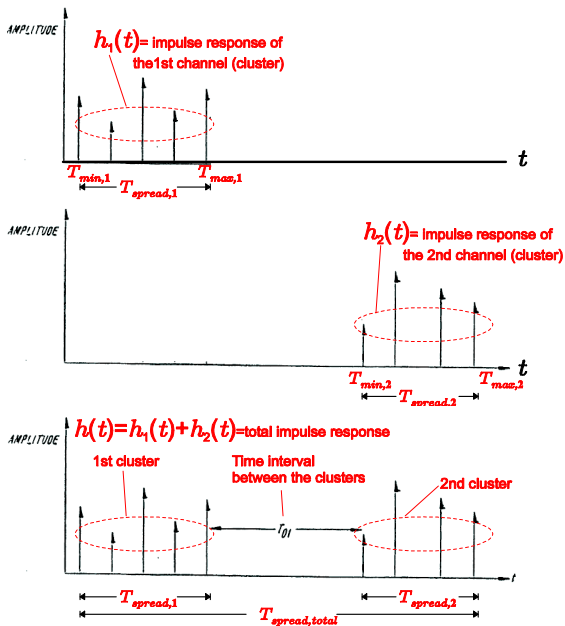 AMPLITUDE
h₁(t)= impulse response of
the1st channel (cluster)
t
Tmin,1
Tmax,1
Tspread,1
AMPLITUDE
h₂(t)= impulse response of
the 2nd channel (cluster)
t
Tmin,2
Tmax,2
Tspread,2
h(t)=h₁(t)+h₂(t)=total impulse response
AMPLITUDE
1st cluster
Time interval
between the clusters
2nd cluster
τ01
t
Tspread,1
Tspread,2
Tspread,total